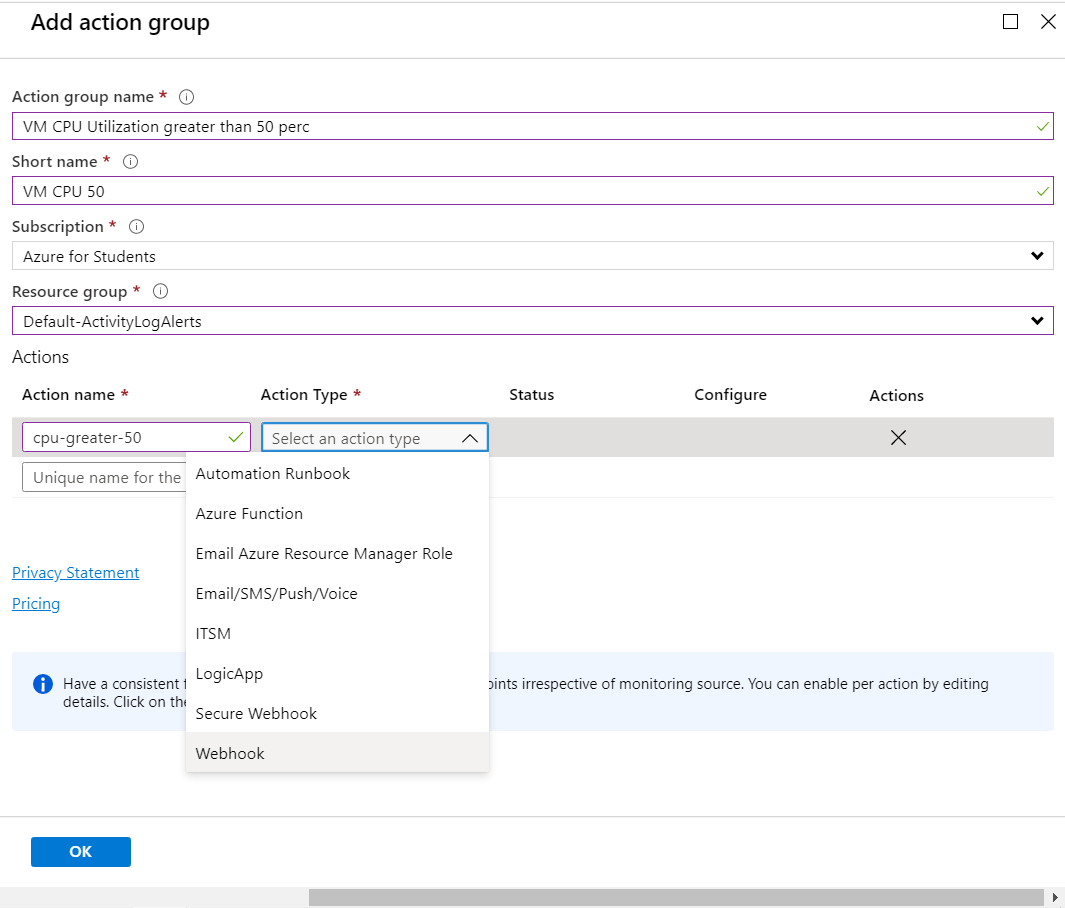 Add action group
Action group name *
VM CPU Utilization greater than 50 perc
Short name *
VM CPU 50
Subscription *
Azure for Students
Resource group *
Default-ActivityLogAlerts
Actions
Action name * Action Type * Status Configure Actions
cpu-greater-50 Select an action type
Unique name for the
Automation Runbook
Azure Function
Email Azure Resource Manager Role
Email/SMS/Push/Voice
ITSM
LogicApp
Secure Webhook
Webhook
Privacy Statement
Pricing
Have a consistent irrespective of monitoring source. You can enable per action by editing
details. Click on
OK